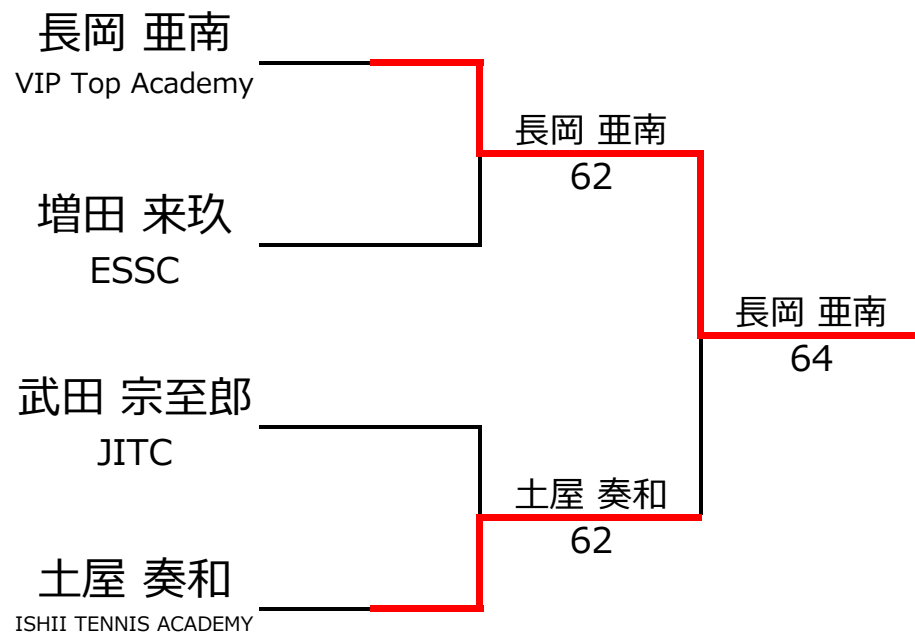 長岡 亜南
VIP Top Academy
長岡 亜南
62
増田 来玖
ESSC
長岡 亜南
64
武田 宗至郎
JITC
土屋 奏和
62
土屋 奏和
ISHII TENNIS ACADEMY